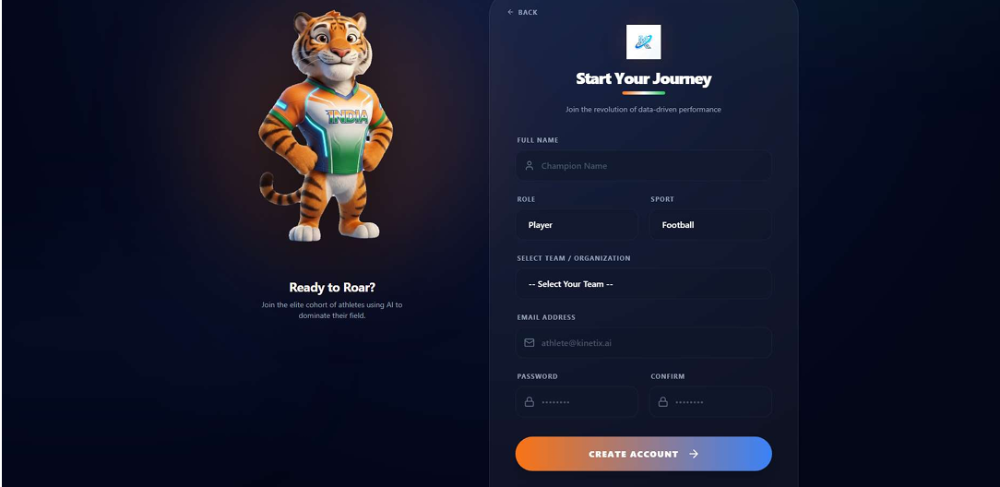 INDIA
Ready to Roar?
Join the elite cohort of athletes using AI to
dominate their field.
BACK
Start Your Journey
Join the revolution of data-driven performance
FULL NAME
Champion Name
ROLE
SPORT
Player
Football
SELECT TEAM / ORGANIZATION
-- Select Your Team --
EMAIL ADDRESS
athlete@kinetix.ai
PASSWORD
CONFIRM
••••••••
••••••••
CREATE ACCOUNT